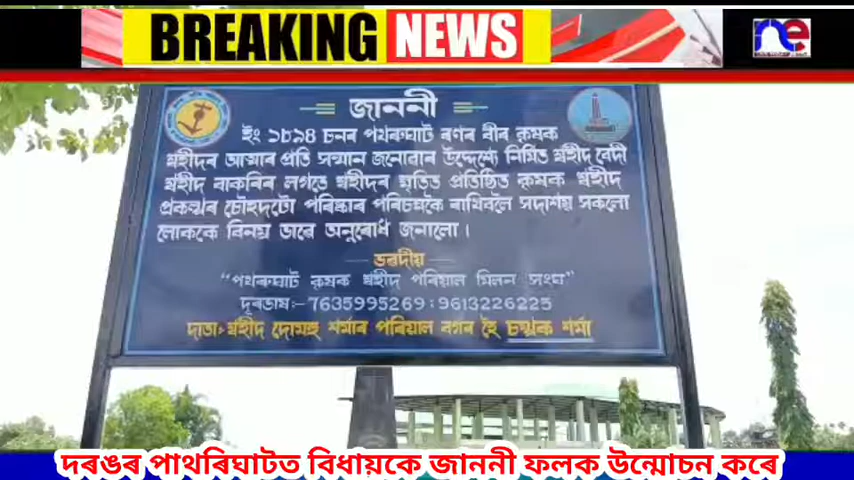 BREAKING NEWS
ne
জাননী
ইং ১৮৯৪ চনৰ পথৰুঘাট ৰণৰ বীৰ কৃষক
শ্বহীদৰ আত্মাৰ প্ৰতি সন্মান জনোৱাৰ উদ্দেশ্যে নিৰ্মিত শ্বহীদ বেদী
শ্বহীদ বাকৰিৰ লগতে শ্বহীদৰ স্মৃতিত প্ৰতিষ্ঠিত কৃষক শ্বহীদ
প্ৰকল্পৰ চৌহদটো পৰিষ্কাৰ পৰিচ্ছন্নকৈ ৰাখিবলৈ সদাশয় সকলো
লোককে বিনম্ৰ ভাৱে অনুৰোধ জনালো।
ভৱদীয়
"পথৰুঘাট কৃষক শ্বহীদ পৰিয়াল মিলন সংঘ"
দূৰভাষ:-7635995269:9613226225
দাতা:-শ্বহীদ দোমাহু শৰ্মাৰ পৰিয়াল বৰ্গৰ হৈ চম্পক শৰ্মা
দৰঙৰ পাথৰিঘাটত বিধায়কে জাননী ফলক উন্মোচন কৰে